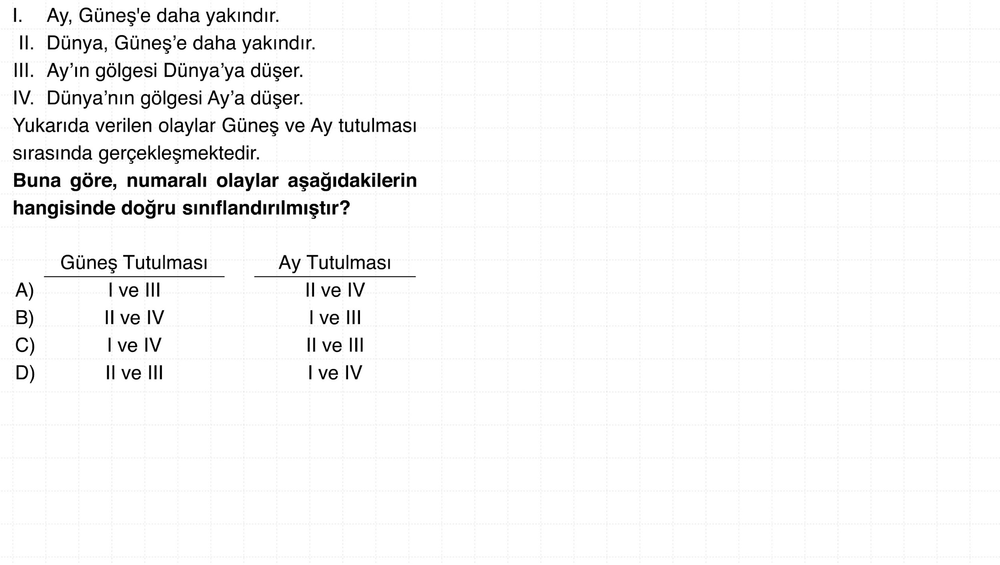 I. Ay, Güneş'e daha yakındır.
II. Dünya, Güneş’e daha yakındır.
III. Ay’ın gölgesi Dünya’ya düşer.
IV. Dünya’nın gölgesi Ay’a düşer.
Yukarıda verilen olaylar Güneş ve Ay tutulması
sırasında gerçekleşmektedir.
Buna göre, numaralı olaylar aşağıdakilerin
hangisinde doğru sınıflandırılmıştır?
Güneş Tutulması Ay Tutulması
A) I ve III II ve IV
B) II ve IV I ve III
C) I ve IV II ve III
D) II ve III I ve IV